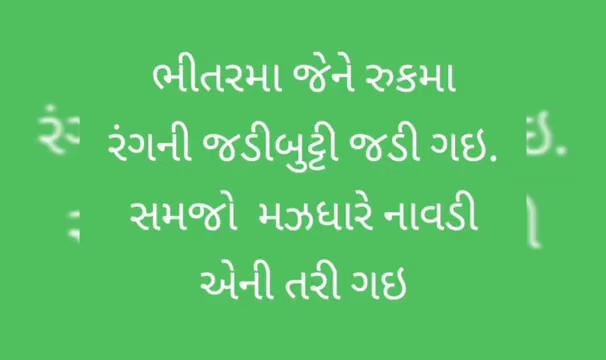 ભીતરમા જેને રુકમા
રંગની જડીબુટ્ટી જડી ગઇ.
સમજો મઝધારે નાવડી
એની તરી ગઇ